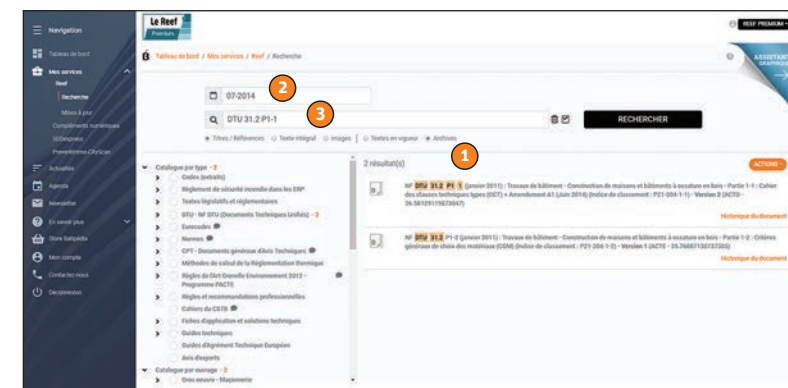 Le Reef
Premium
REEF PREMIUM
Navigation
Tableau de bord
Mes services
Reef
Recherche
Mises à jour
Compléments numériques
Actualités
Agenda
Newsletter
En savoir plus
Store Batipédia
Mon compte
Contactez-nous
Déconnexion
Tableau de bord / Mes services / Reef / Recherche
ASSISTANT
GRAPHIQUE
07-2014
2
DTU 31.2 P1-1
3
RECHERCHER
Titres / Références Texte intégral Images | Textes en vigueur Archives
1
2 résultat(s)
ACTIONS
Catalogue par type - 2
Codes (extraits)
Règlement de sécurité incendie dans les ERP
Textes législatifs et réglementaires
DTU - NF DTU (Documents Techniques Unifiés) - 2
Eurocodes
Normes
CPT - Documents généraux d'Avis Techniques
Méthodes de calcul de la Réglementation thermique
Règles de l'Art Grenelle Environnement 2012 -
Programme PACTE
Règles et recommandations professionnelles
Cahiers du CSTB
Fiches d'application et solutions techniques
Guides techniques
Guides d'Agrément Technique Européen
Avis d'experts
Catalogue par ouvrage - 2
Gros oeuvre - Maçonnerie
NF DTU 31.2 P1-1 (janvier 2011) : Travaux de bâtiment - Construction de maisons et bâtiments à ossature en bois - Partie 1-1 : Cahier
des clauses techniques types (CCT) + Amendement A1 (juin 2014) (Indice de classement : P21-204-1-1) - Version 2 (ACTE -
Historique du document
NF DTU 31.2 P1-2 (janvier 2011) : Travaux de bâtiment - Construction de maisons et bâtiments à ossature en bois - Partie 1-2 : Critères
généraux de choix des matériaux (CGM) (Indice de classement : P21-204-1-2) - Version 1
Historique du document